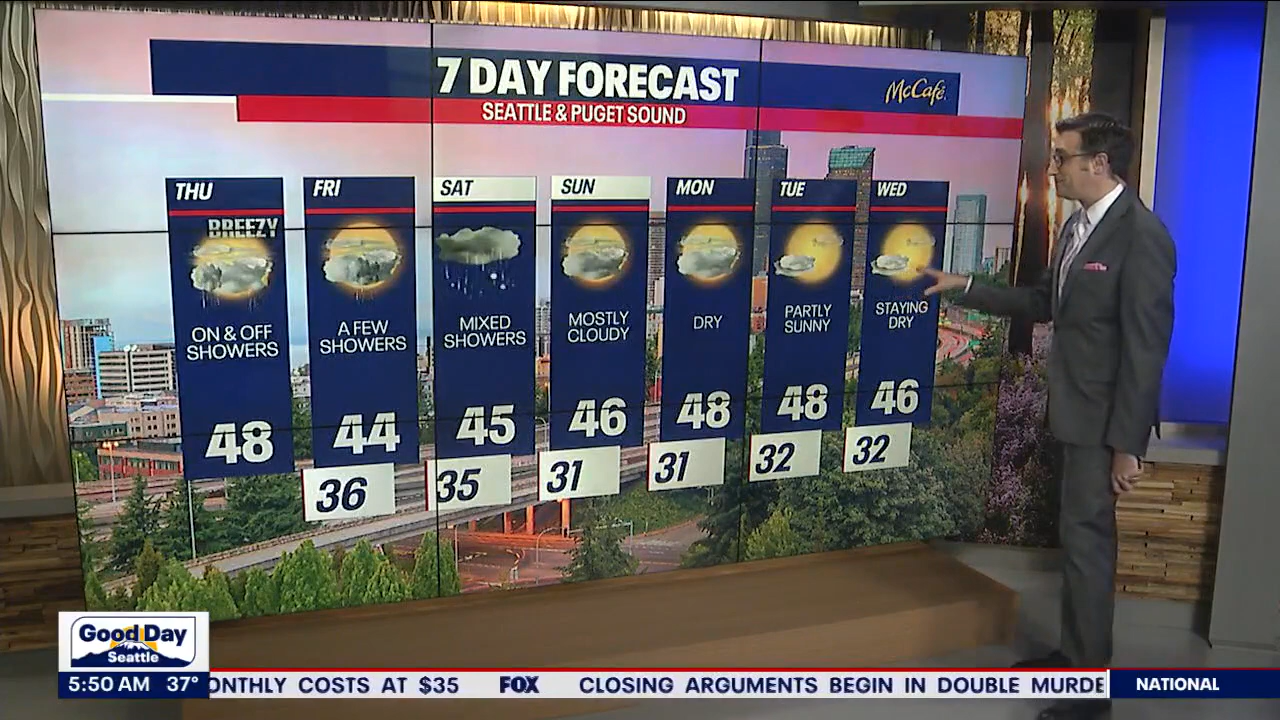 7 DAY FORECAST
McCafé
SEATTLE & PUGET SOUND
THU
BREEZY
ON & OFF
SHOWERS
48
FRI
A FEW
SHOWERS
44
36
SAT
MIXED
SHOWERS
45
35
SUN
MOSTLY
CLOUDY
46
31
MON
DRY
48
31
TUE
PARTLY
SUNNY
48
32
WED
STAYING
DRY
46
32
Good Day
Seattle
5:50 AM 37°
ONTHLY COSTS AT $35 FOX CLOSING ARGUMENTS BEGIN IN DOUBLE MURDE
NATIONAL